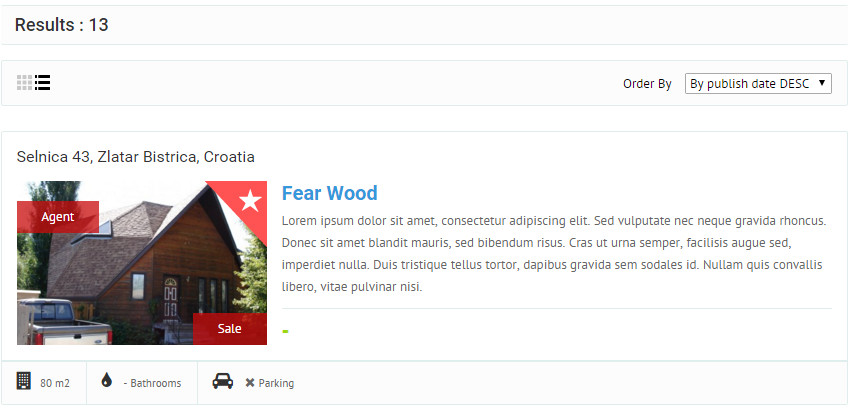 Results : 13
Order By By publish date DESC
Selnica 43, Zlatar Bistrica, Croatia
Agent
Sale
Fear Wood
Lorem ipsum dolor sit amet, consectetur adipiscing elit. Sed vulputate nec neque gravida rhoncus.
Donec sit amet blandit mauris, sed bibendum risus. Cras ut urna semper, facilisis augue sed,
imperdiet nulla. Duis tristique tellus tortor, dapibus gravida sem sodales id. Nullam quis convallis
libero, vitae pulvinar nisi.
-
80 m2 - Bathrooms Parking